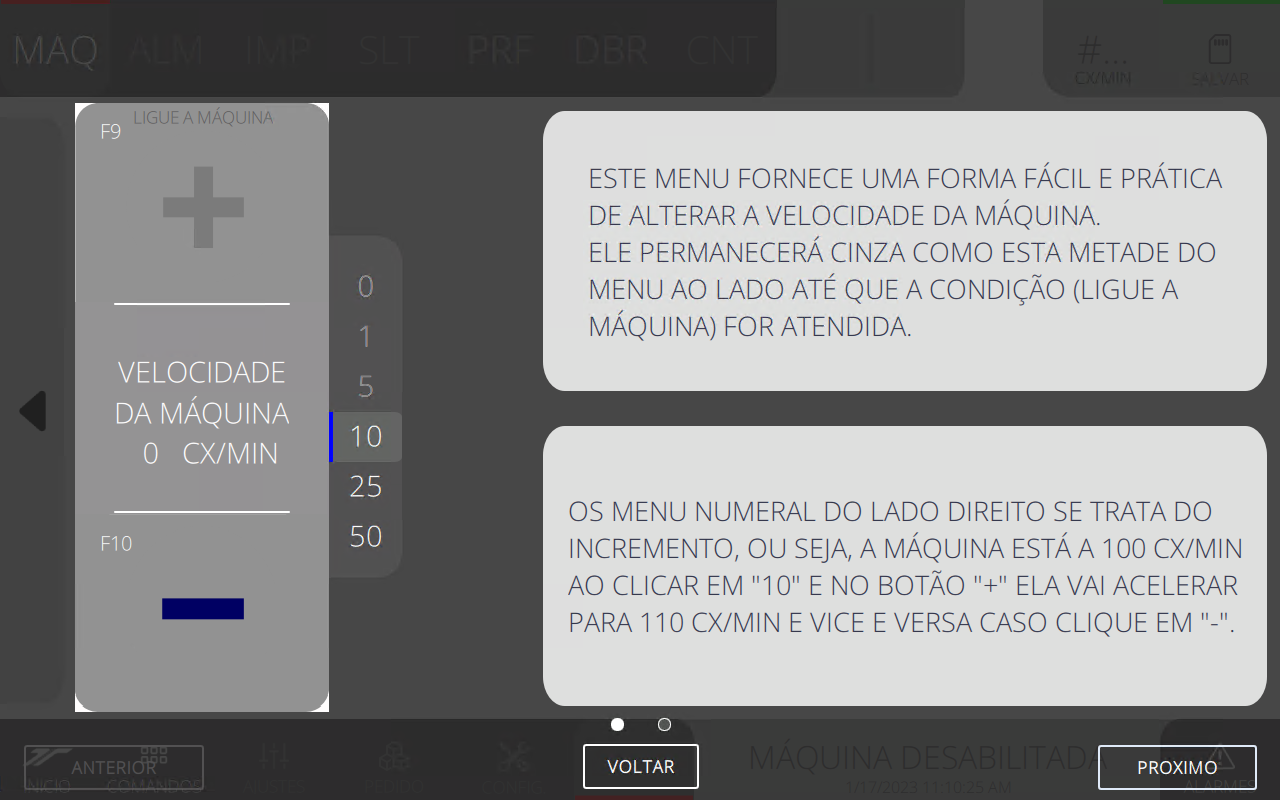 MAQ ALM IMP SLT PRF DBR CNT
#...
CX/MIN
SALVAR
LIGUE A MÁQUINA
F9
VELOCIDADE
DA MÁQUINA
0 CX/MIN
F10
0
1
5
10
25
50
ESTE MENU FORNECE UMA FORMA FÁCIL E PRÁTICA
DE ALTERAR A VELOCIDADE DA MÁQUINA.
ELE PERMANECERÁ CINZA COMO ESTA METADE DO
MENU AO LADO ATÉ QUE A CONDIÇÃO (LIGUE A
MÁQUINA) FOR ATENDIDA.
OS MENU NUMERAL DO LADO DIREITO SE TRATA DO
INCREMENTO, OU SEJA, A MÁQUINA ESTÁ A 100 CX/MIN
AO CLICAR EM "10" E NO BOTÃO "+" ELA VAI ACELERAR
PARA 110 CX/MIN E VICE E VERSA CASO CLIQUE EM "-".
ANTERIOR
VOLTAR
PROXIMO
INICIO COMANDOS AJUSTES PEDIDO CONFIG
MÁQUINA DESABILITADA
1/17/2023 11:10:25 AM
ALARMES